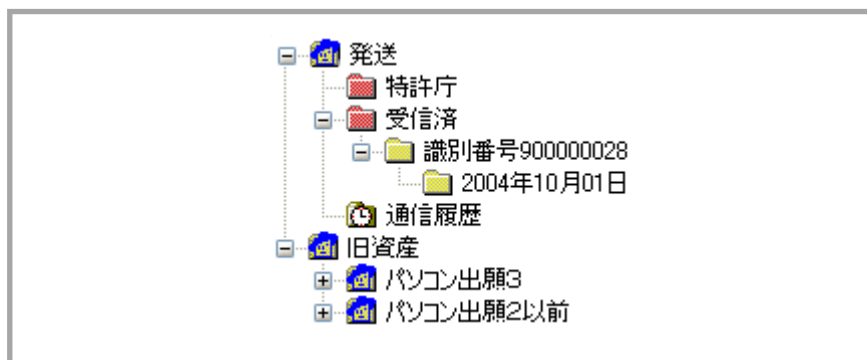 発送
特許庁
受信済
識別番号900000028
2004年10月01日
通信履歴
旧資産
パソコン出願3
パソコン出願2以前